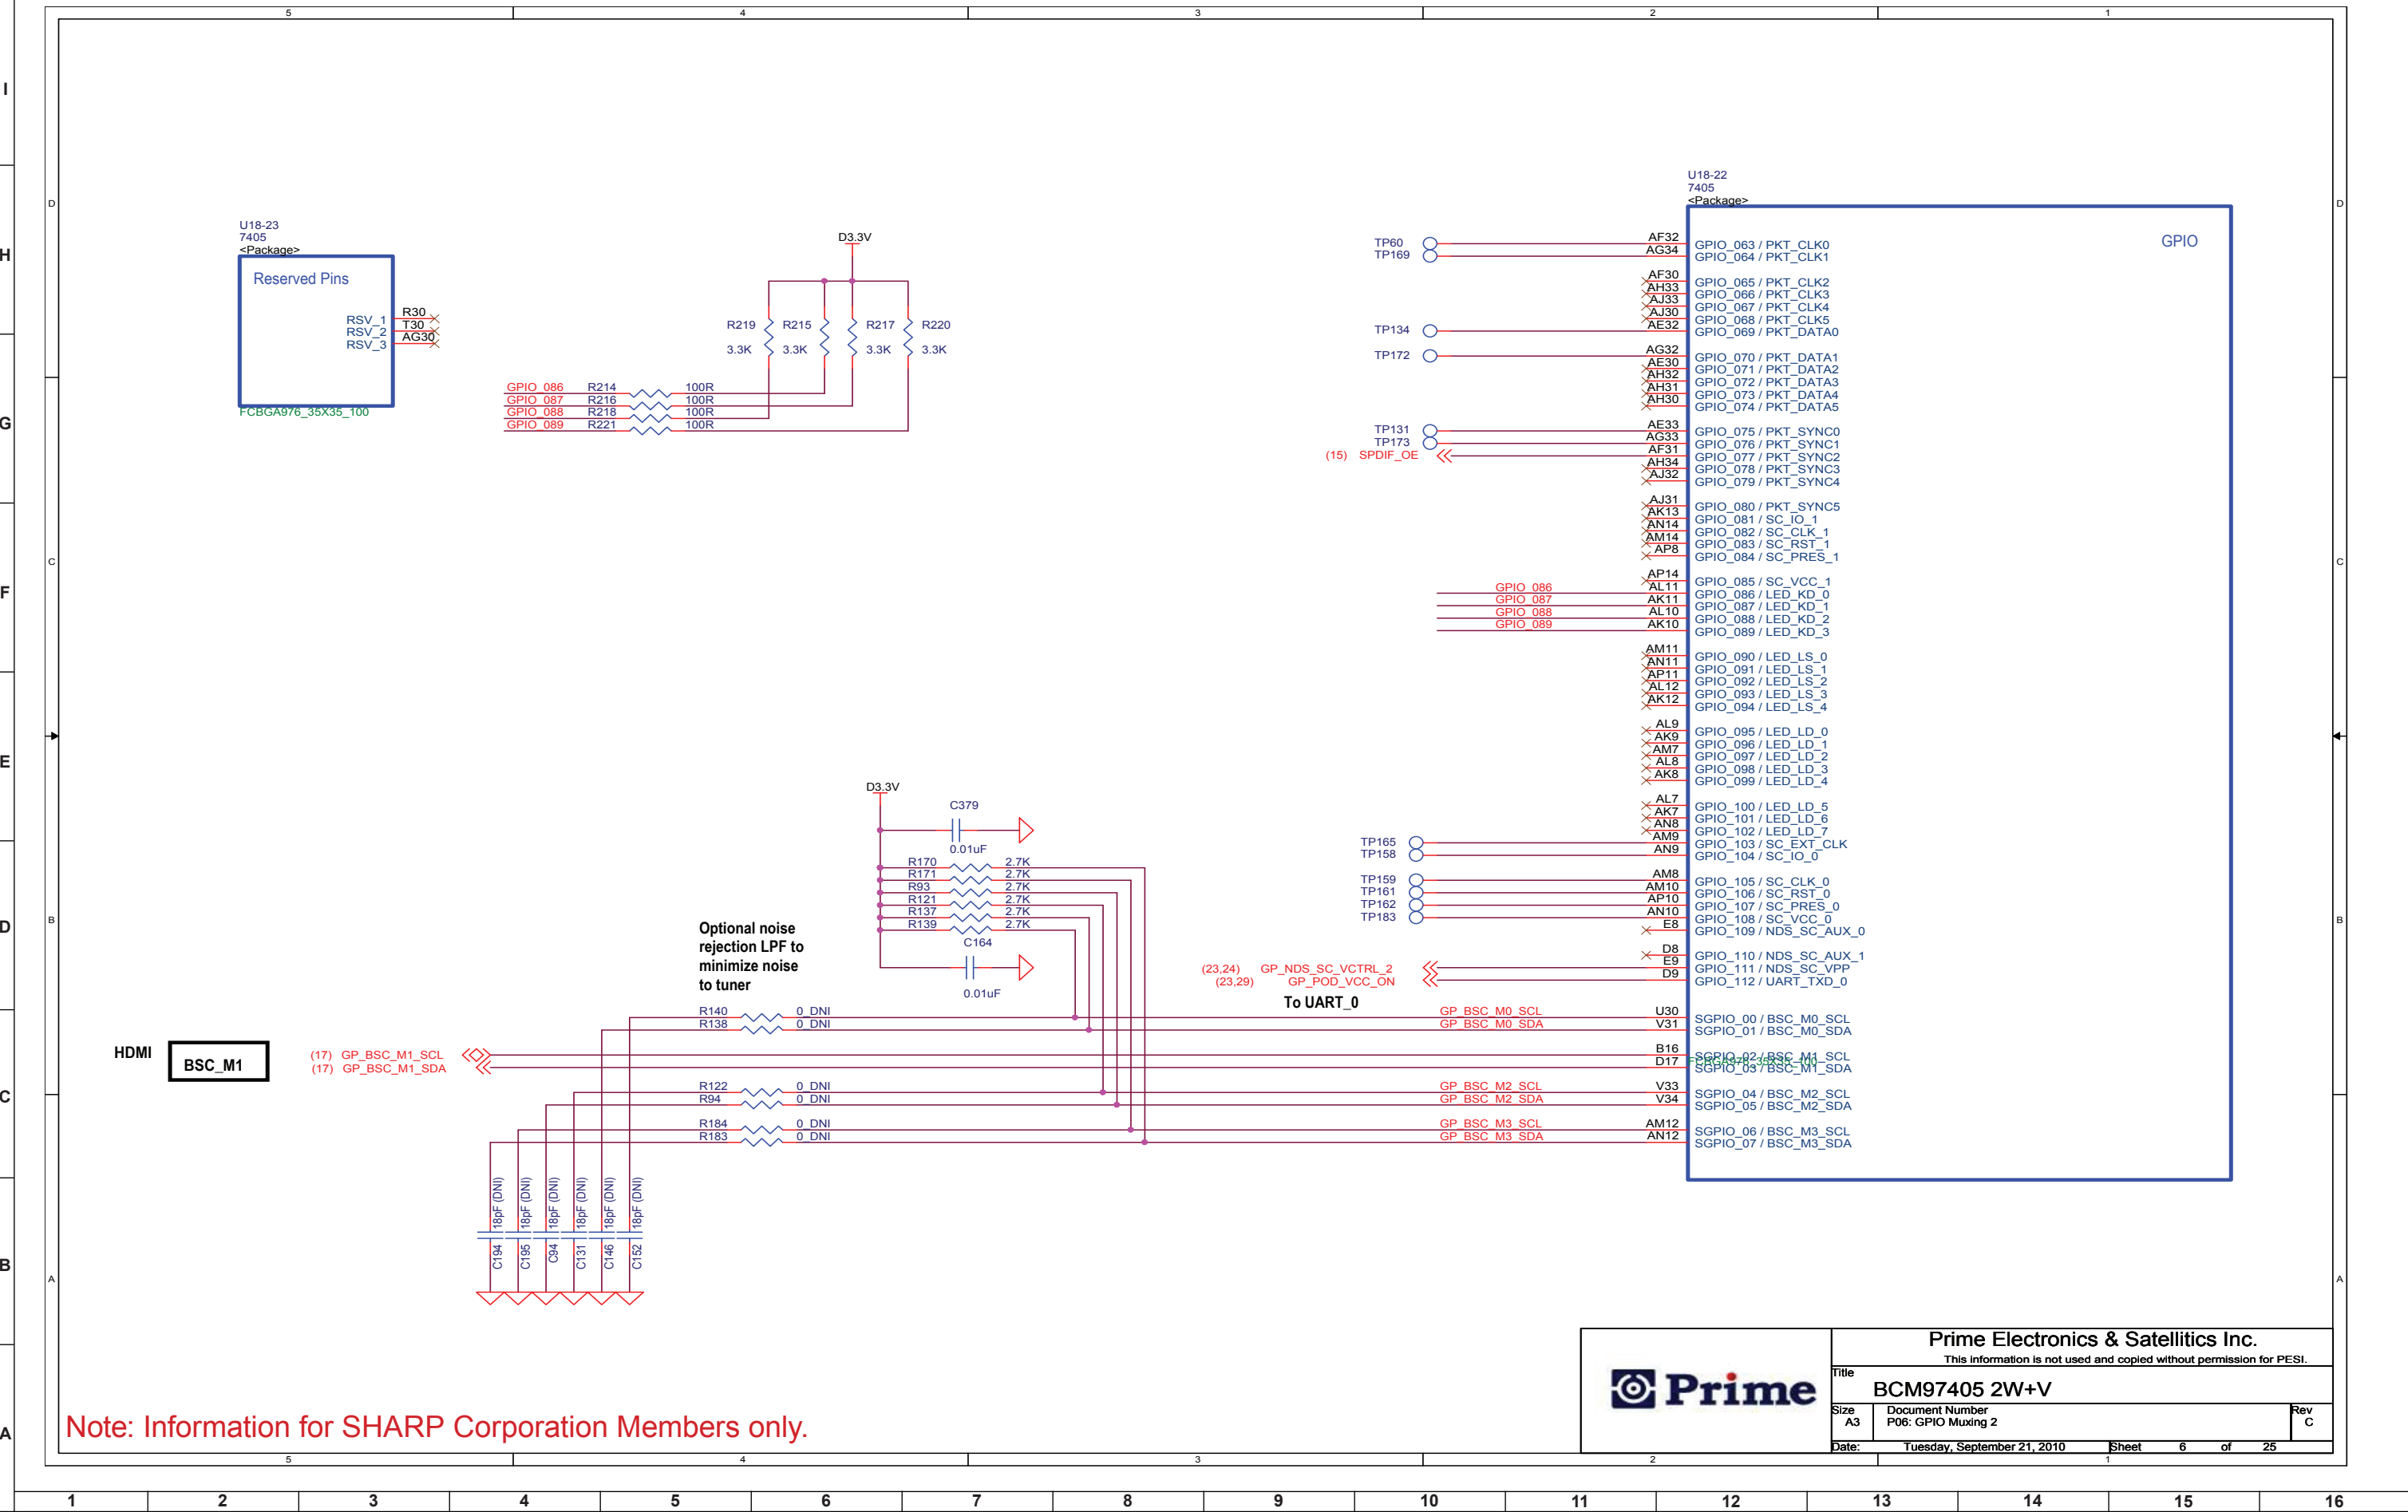 5 4 3 2 1
I
H
G
F
E
D
C
B
A
D
C
B
A
D
C
B
A
U18-23
7405
<Package>
Reserved Pins
RSV_1 R30
RSV_2 T30
RSV_3 AG30
FCBGA976_35X35_100
D3.3V
R219 R215 R217 R220
3.3K 3.3K 3.3K 3.3K
GPIO_086 R214 100R
GPIO_087 R216 100R
GPIO_088 R218 100R
GPIO_089 R221 100R
U18-22
7405
<Package>
GPIO
TP60 AF32 GPIO_063 / PKT_CLK0
TP169 AG34 GPIO_064 / PKT_CLK1
AF30 GPIO_065 / PKT_CLK2
AH33 GPIO_066 / PKT_CLK3
AJ33 GPIO_067 / PKT_CLK4
AJ30 GPIO_068 / PKT_CLK5
TP134 AE32 GPIO_069 / PKT_DATA0
TP172 AG32 GPIO_070 / PKT_DATA1
AE30 GPIO_071 / PKT_DATA2
AH32 GPIO_072 / PKT_DATA3
AH31 GPIO_073 / PKT_DATA4
AH30 GPIO_074 / PKT_DATA5
TP131 AE33 GPIO_075 / PKT_SYNC0
TP173 AG33 GPIO_076 / PKT_SYNC1
(15) SPDIF_OE AF31 GPIO_077 / PKT_SYNC2
AH34 GPIO_078 / PKT_SYNC3
AJ32 GPIO_079 / PKT_SYNC4
AJ31 GPIO_080 / PKT_SYNC5
AK13 GPIO_081 / SC_IO_1
AN14 GPIO_082 / SC_CLK_1
AM14 GPIO_083 / SC_RST_1
AP8 GPIO_084 / SC_PRES_1
AP14 GPIO_085 / SC_VCC_1
GPIO_086 AL11 GPIO_086 / LED_KD_0
GPIO_087 AK11 GPIO_087 / LED_KD_1
GPIO_088 AL10 GPIO_088 / LED_KD_2
GPIO_089 AK10 GPIO_089 / LED_KD_3
AM11 GPIO_090 / LED_LS_0
AN11 GPIO_091 / LED_LS_1
AP11 GPIO_092 / LED_LS_2
AL12 GPIO_093 / LED_LS_3
AK12 GPIO_094 / LED_LS_4
AL9 GPIO_095 / LED_LD_0
AK9 GPIO_096 / LED_LD_1
AM7 GPIO_097 / LED_LD_2
AL8 GPIO_098 / LED_LD_3
AK8 GPIO_099 / LED_LD_4
AL7 GPIO_100 / LED_LD_5
AK7 GPIO_101 / LED_LD_6
AN8 GPIO_102 / LED_LD_7
TP165 AM9 GPIO_103 / SC_EXT_CLK
TP158 AN9 GPIO_104 / SC_IO_0
TP159 AM8 GPIO_105 / SC_CLK_0
TP161 AM10 GPIO_106 / SC_RST_0
TP162 AP10 GPIO_107 / SC_PRES_0
TP183 AN10 GPIO_108 / SC_VCC_0
E8 GPIO_109 / NDS_SC_AUX_0
D8 GPIO_110 / NDS_SC_AUX_1
(23,24) GP_NDS_SC_VCTRL_2 E9 GPIO_111 / NDS_SC_VPP
(23,29) GP_POD_VCC_ON D9 GPIO_112 / UART_TXD_0
To UART_0
D3.3V
C379
0.01uF
R170 2.7K
R171 2.7K
R93 2.7K
R121 2.7K
R137 2.7K
R139 2.7K
C164
0.01uF
Optional noise
rejection LPF to
minimize noise
to tuner
R140 0_DNI GP_BSC_M0_SCL U30 SGPIO_00 / BSC_M0_SCL
R138 0_DNI GP_BSC_M0_SDA V31 SGPIO_01 / BSC_M0_SDA
HDMI
BSC_M1
(17) GP_BSC_M1_SCL B16 SGPIO_02 / BSC_M1_SCL
FCBGA976_35X35_100
(17) GP_BSC_M1_SDA D17 SGPIO_03 / BSC_M1_SDA
R122 0_DNI GP_BSC_M2_SCL V33 SGPIO_04 / BSC_M2_SCL
R94 0_DNI GP_BSC_M2_SDA V34 SGPIO_05 / BSC_M2_SDA
R184 0_DNI GP_BSC_M3_SCL AM12 SGPIO_06 / BSC_M3_SCL
R183 0_DNI GP_BSC_M3_SDA AN12 SGPIO_07 / BSC_M3_SDA
C194 18pF (DNI)
C195 18pF (DNI)
C94 18pF (DNI)
C131 18pF (DNI)
C146 18pF (DNI)
C152 18pF (DNI)
Prime
Prime Electronics & Satellitics Inc.
This information is not used and copied without permission for PESI.
Title
BCM97405 2W+V
Size Document Number Rev
A3 P06: GPIO Muxing 2 C
Date: Tuesday, September 21, 2010 Sheet 6 of 25
Note: Information for SHARP Corporation Members only.
5 4 3 2 1
1 2 3 4 5 6 7 8 9 10 11 12 13 14 15 16